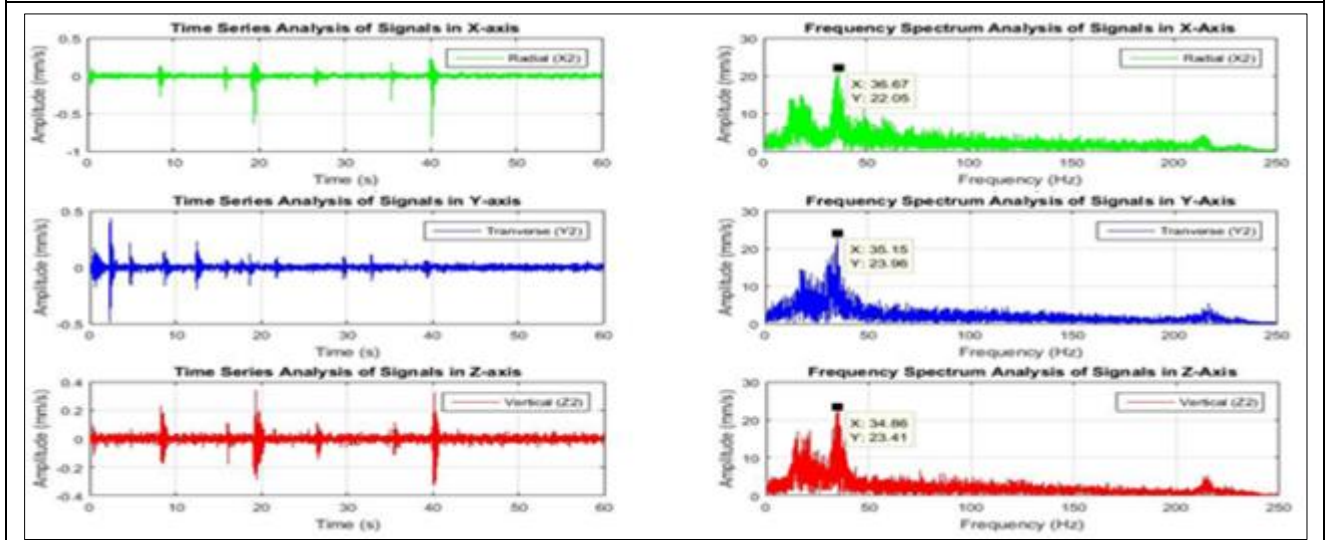 Time Series Analysis of Signals in X-axis
Amplitude (mm/s)
0.5
0
-0.5
-1
Radial (X2)
0 10 20 30 40 50 60
Time (s)
Frequency Spectrum Analysis of Signals in X-Axis
Amplitude (mm/s)
30
20
10
0
Radial (X2)
X: 36.67
Y: 22.05
0 50 100 150 200 250
Frequency (Hz)
Time Series Analysis of Signals in Y-axis
Amplitude (mm/s)
0.5
0
-0.5
Tranverse (Y2)
0 10 20 30 40 50 60
Time (s)
Frequency Spectrum Analysis of Signals in Y-Axis
Amplitude (mm/s)
30
20
10
0
Tranverse (Y2)
X: 35.15
Y: 23.96
0 50 100 150 200 250
Frequency (Hz)
Time Series Analysis of Signals in Z-axis
Amplitude (mm/s)
0.4
0.2
0
-0.2
-0.4
Vertical (Z2)
0 10 20 30 40 50 60
Time (s)
Frequency Spectrum Analysis of Signals in Z-Axis
Amplitude (mm/s)
30
20
10
0
Vertical (Z2)
X: 34.86
Y: 23.41
0 50 100 150 200 250
Frequency (Hz)